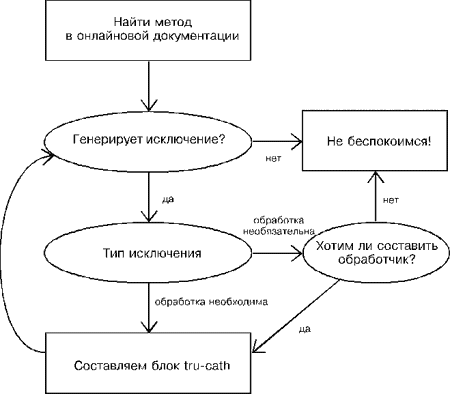 Найти метод
в онлайновой документации
Генерирует исключение?
нет
Не беспокоимся!
да
нет
обработка
необязательна
Тип исключения
Хотим ли составить
обработчик?
обработка необходима
да
Составляем блок tru-cath